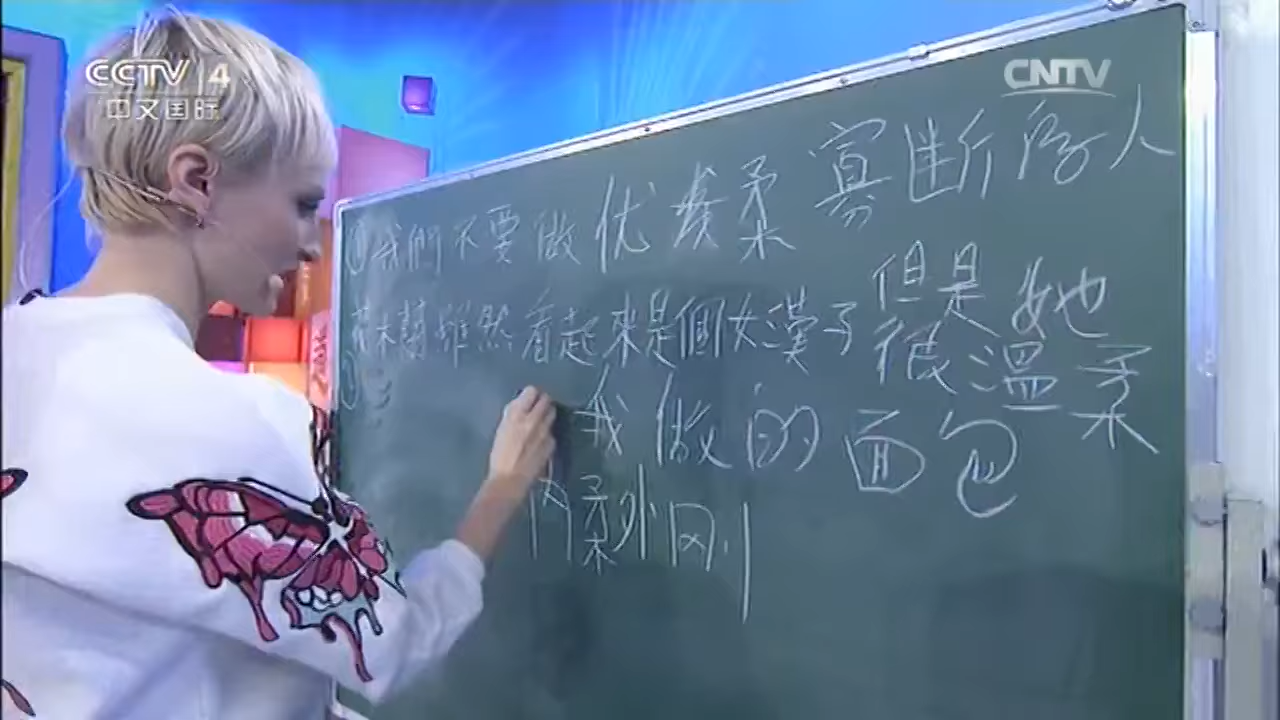 CCTV 4
中文国际
CNTV
①我們不要做优柔寡断的人
花木蘭雖然看起來是個女漢子但是她很溫柔
我做的面包
内柔外刚